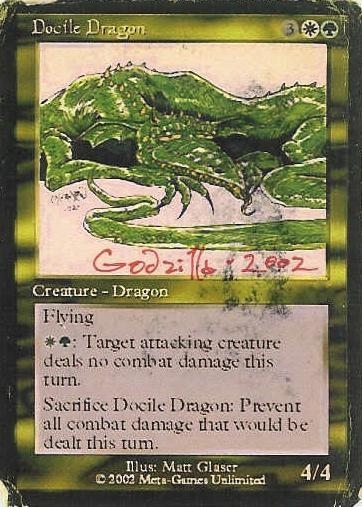 Docile Dragon 3
Godzilla · 2002
Creature - Dragon
Flying
: Target attacking creature
deals no combat damage this
turn.
Sacrifice Docile Dragon: Prevent
all combat damage that would be
dealt this turn.
Illus: Matt Glaser
© 2002 Meta-Games Unlimited
4/4